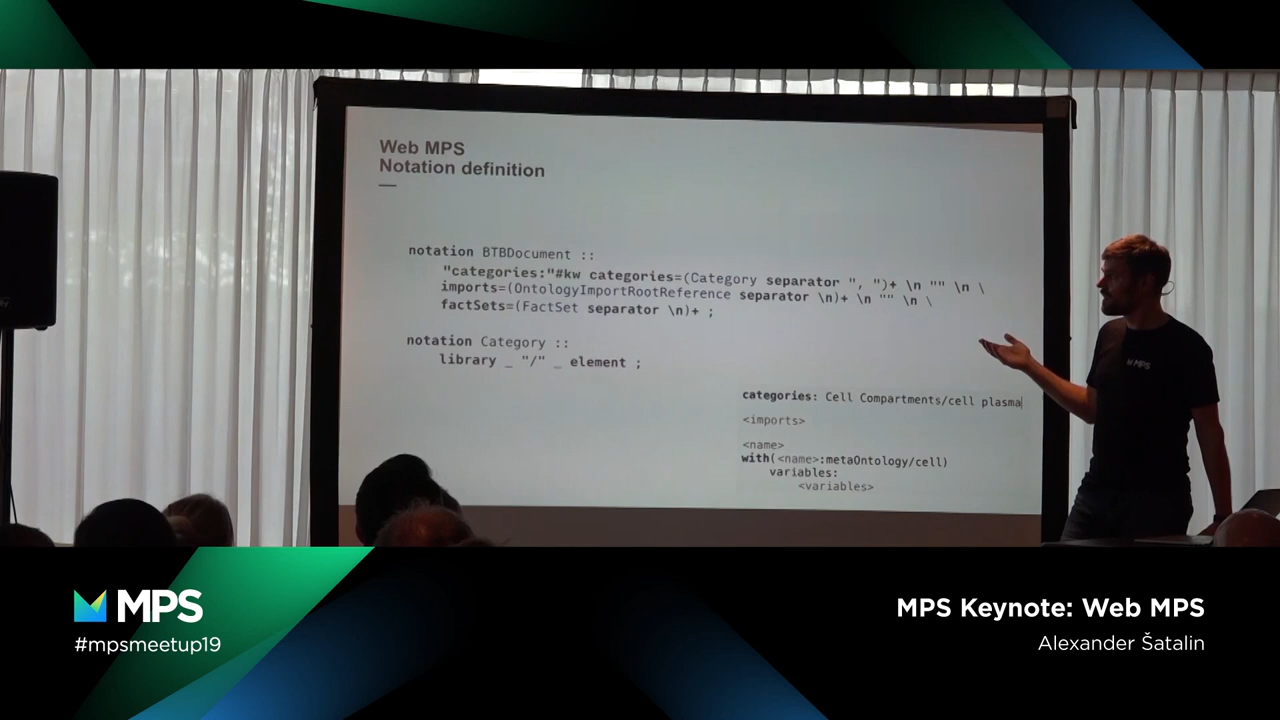 Web MPS
Notation definition
notation BTBDocument ::
"categories:"#kw categories=(Category separator ", ")+ \n "" \n \
imports=(OntologyImportRootReference separator \n)+ \n "" \n \
factSets=(FactSet separator \n)+ ;
notation Category ::
library _ "/" _ element ;
categories: Cell Compartments/cell plasma
<imports>
<name>
with(<name>:metaOntology/cell)
variables:
<variables>
MPS
MPS
#mpsmeetup19
MPS Keynote: Web MPS
Alexander Šatalin